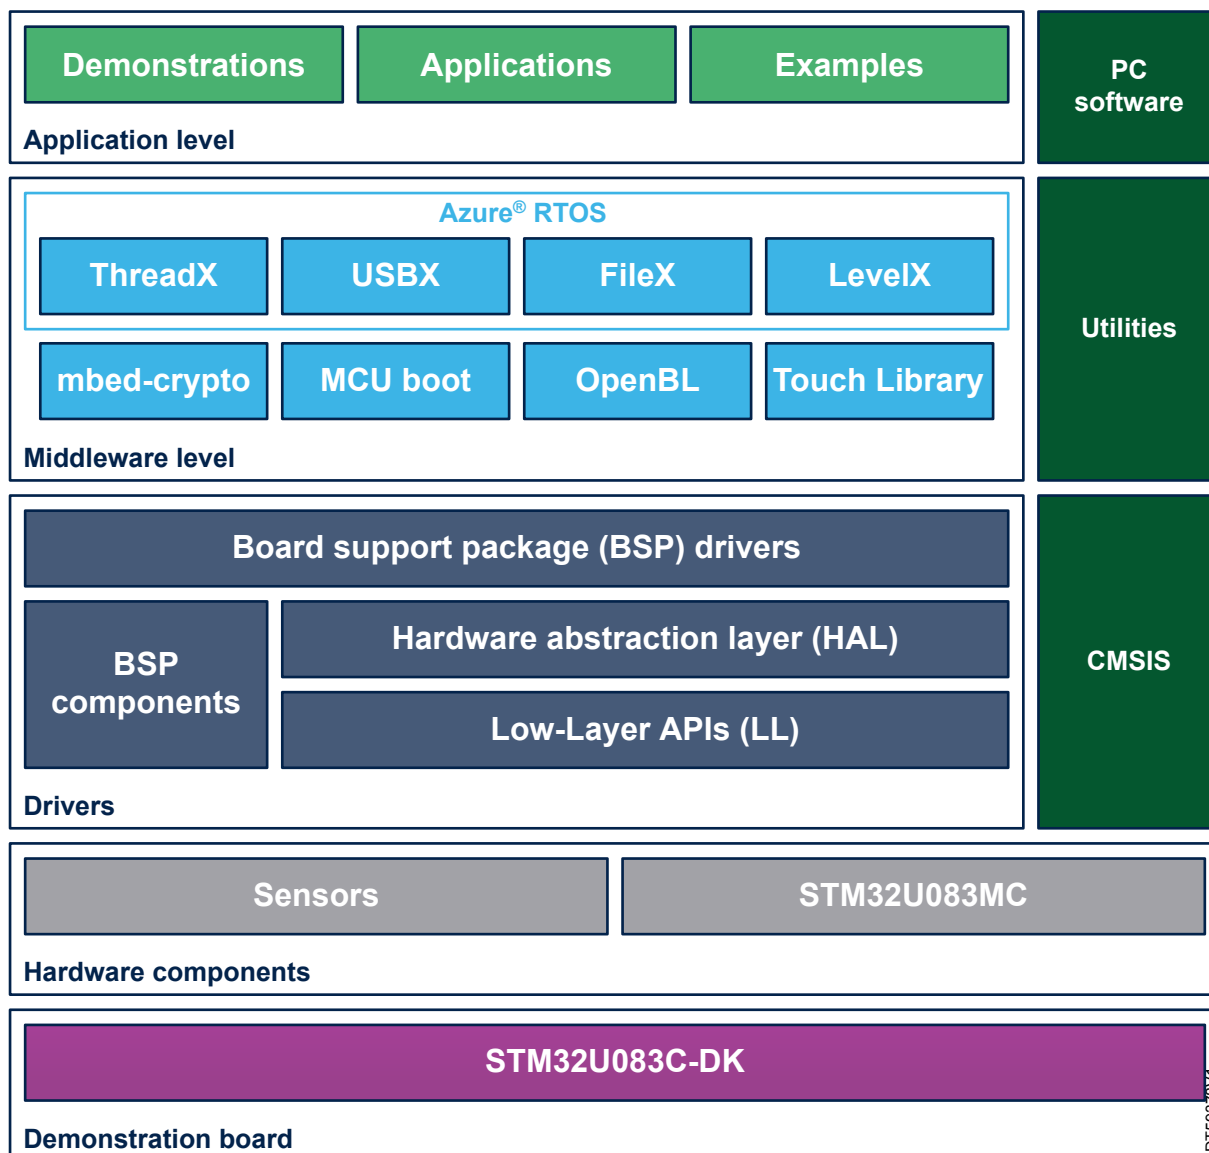 Demonstrations
Applications
Examples
Application level
PC
software
Azure® RTOS
ThreadX
USBX
FileX
LevelX
mbed-crypto
MCU boot
OpenBL
Touch Library
Middleware level
Utilities
Board support package (BSP) drivers
BSP
components
Hardware abstraction layer (HAL)
Low-Layer APIs (LL)
Drivers
CMSIS
Sensors
STM32U083MC
Hardware components
STM32U083C-DK
Demonstration board